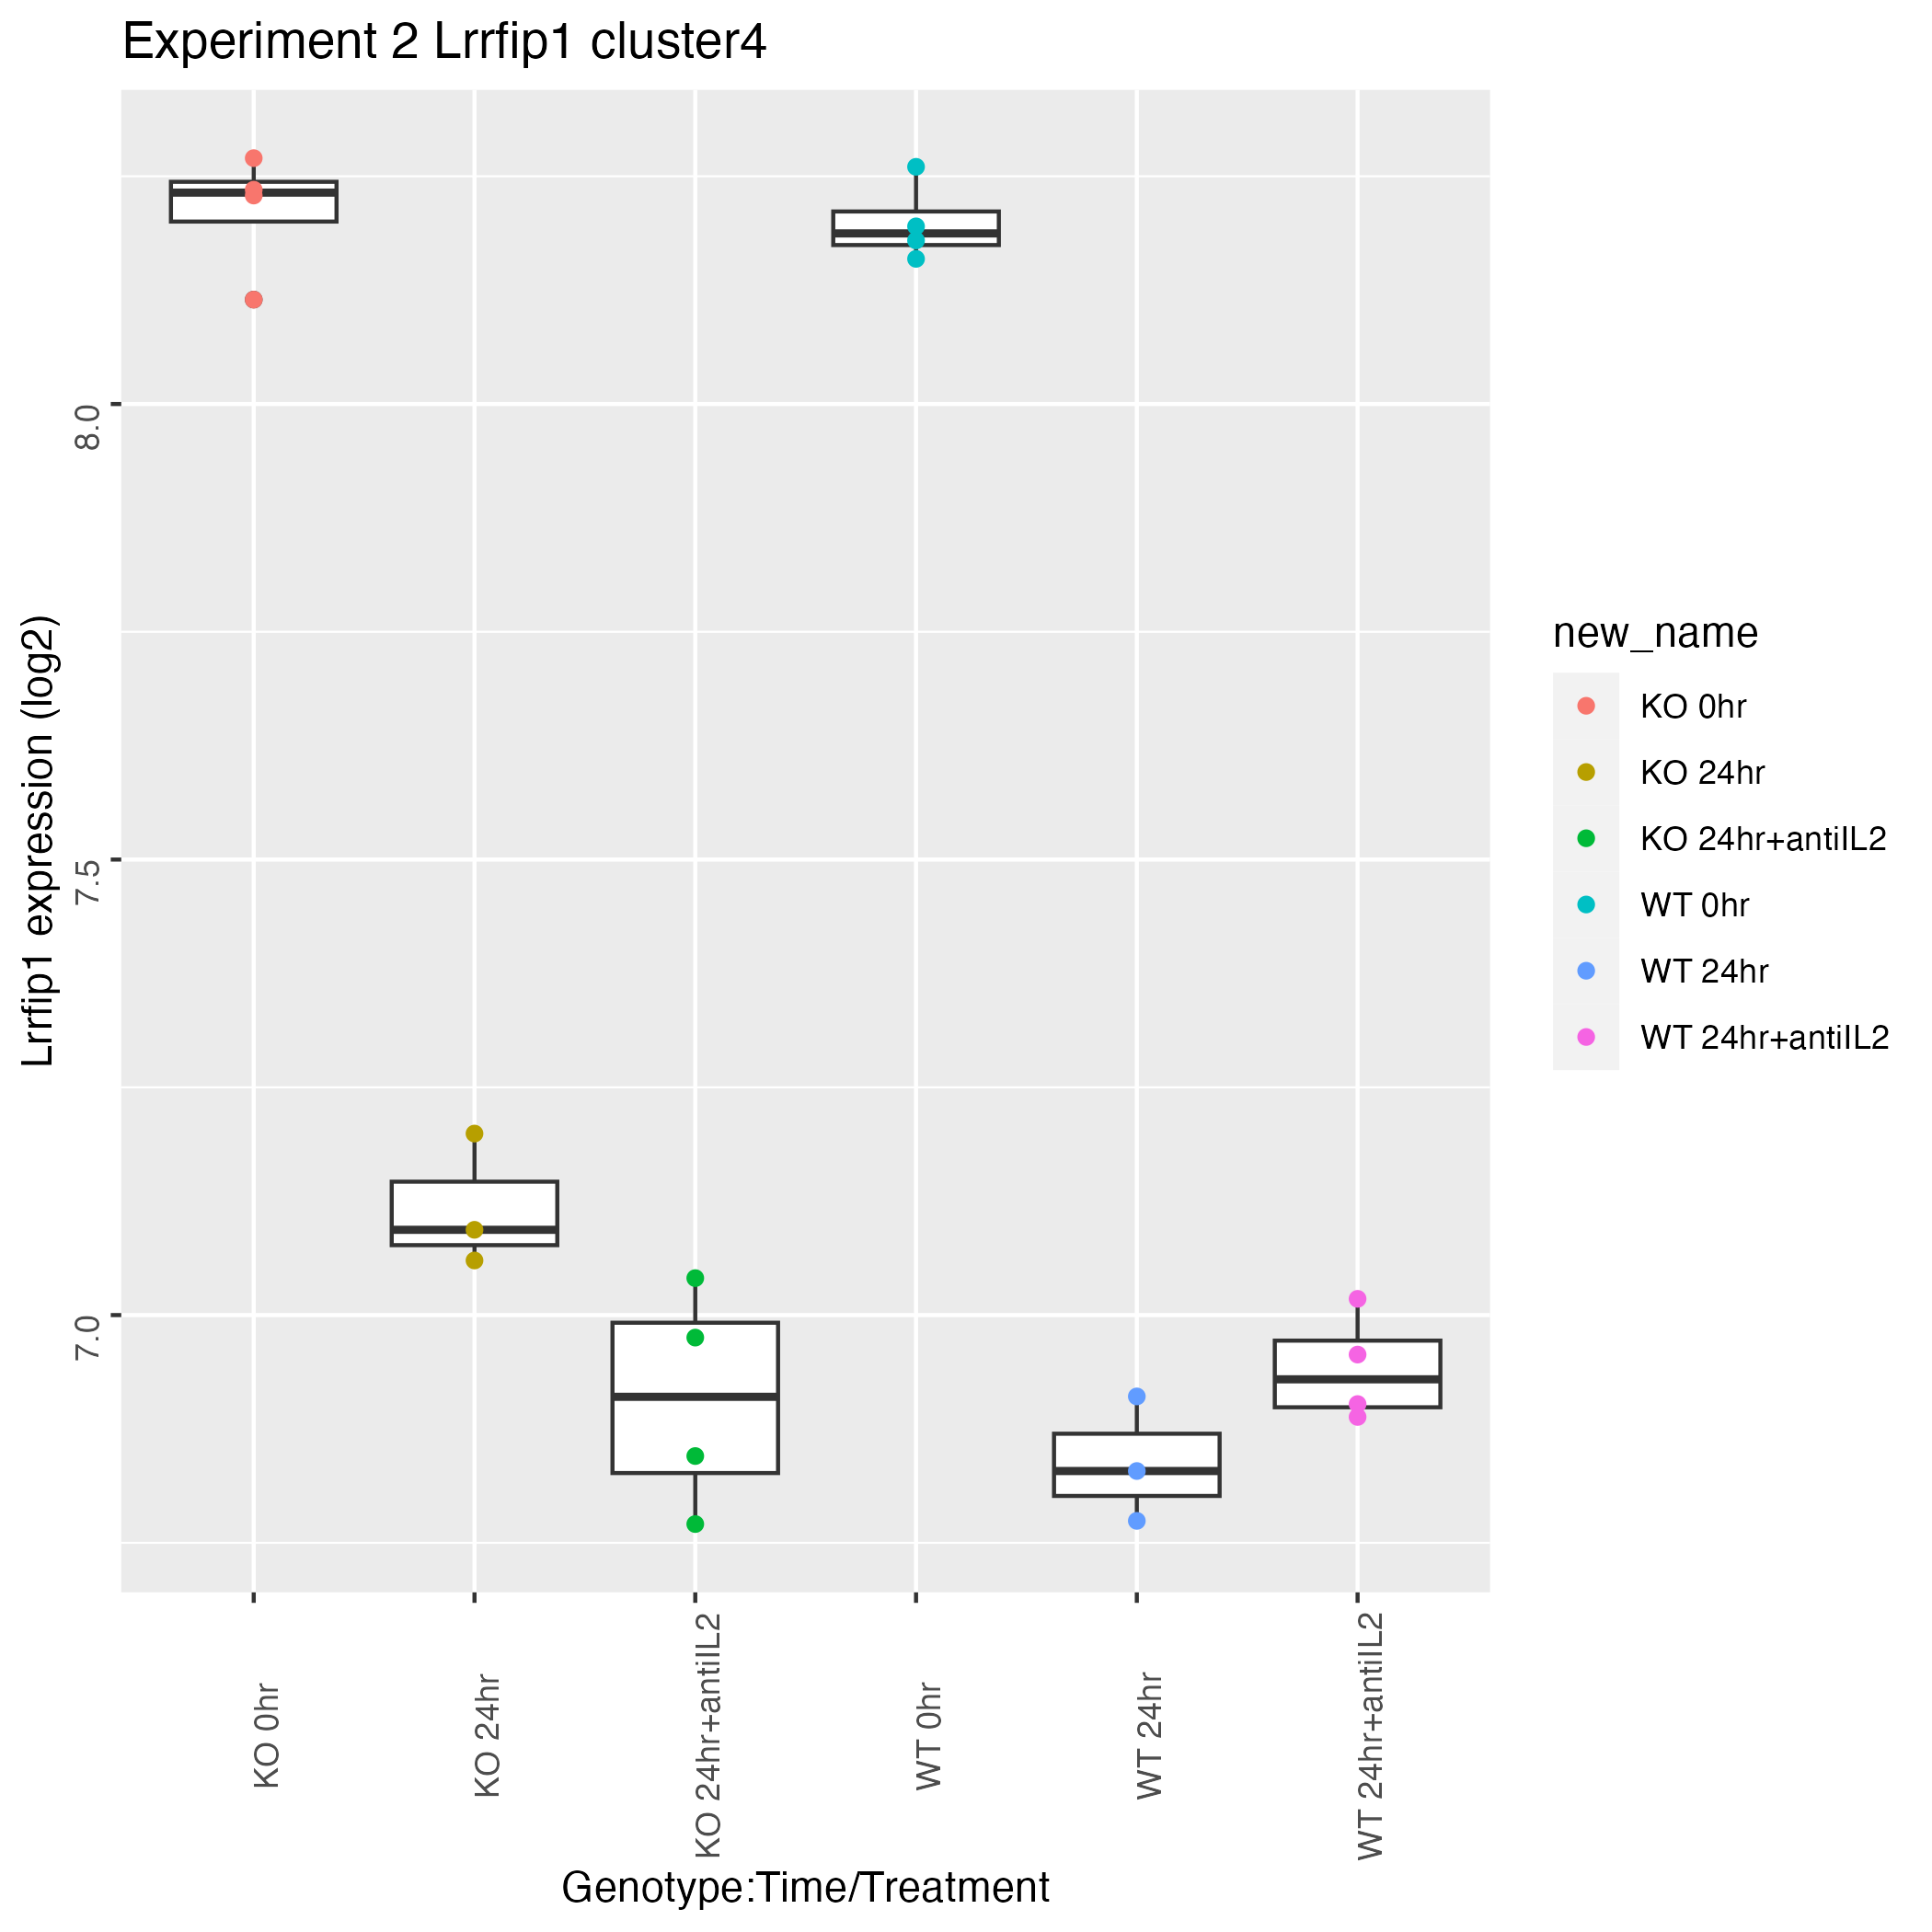 Experiment 2 Lrrfip1 cluster4
Lrrfip1 expression (log2)
8.0
7.5
7.0
KO 0hr
KO 24hr
KO 24hr+antiIL2
WT 0hr
WT 24hr
WT 24hr+antiIL2
Genotype:Time/Treatment
new_name
KO 0hr
KO 24hr
KO 24hr+antiIL2
WT 0hr
WT 24hr
WT 24hr+antiIL2